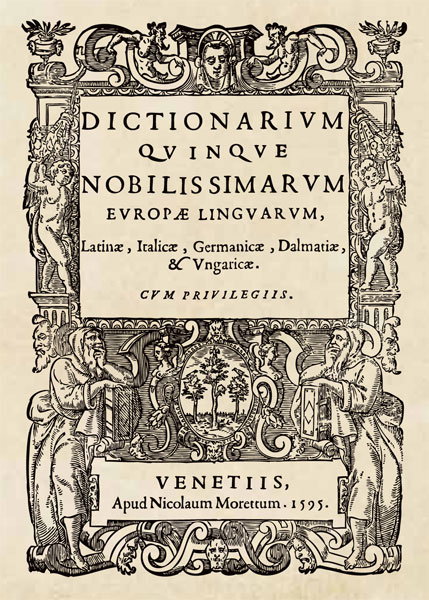 DICTIONARIVM
QVINQVE
NOBILISSIMARVM
EVROPÆ LINGVARVM,
Latinæ, Italicæ, Germanicæ, Dalmatiæ,
& Vngaricæ.
CVM PRIVILEGIIS.
VENETIIS,
Apud Nicolaum Morettum. 1595.